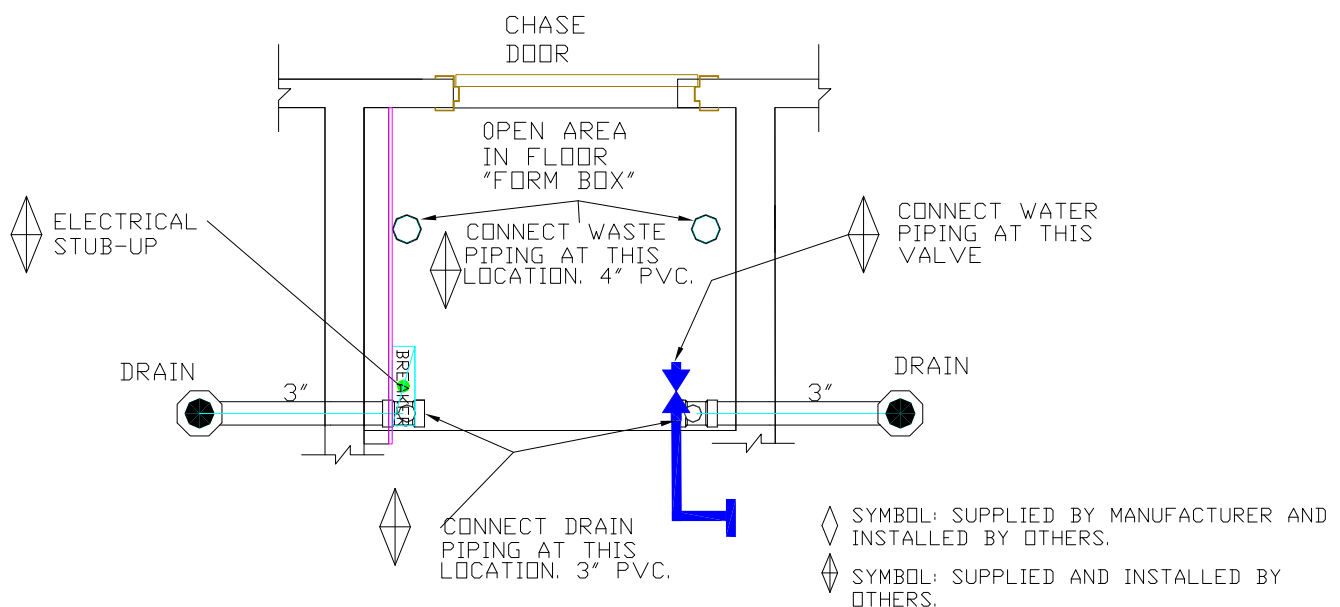 CHASE
DOOR
OPEN AREA
IN FLOOR
"FORM BOX"
ELECTRICAL
STUB-UP
CONNECT WASTE
PIPING AT THIS
LOCATION. 4" PVC.
CONNECT WATER
PIPING AT THIS
VALVE
BREAKER
DRAIN
3"
DRAIN
3"
CONNECT DRAIN
PIPING AT THIS
LOCATION. 3" PVC.
SYMBOL: SUPPLIED BY MANUFACTURER AND
INSTALLED BY OTHERS.
SYMBOL: SUPPLIED AND INSTALLED BY
OTHERS.